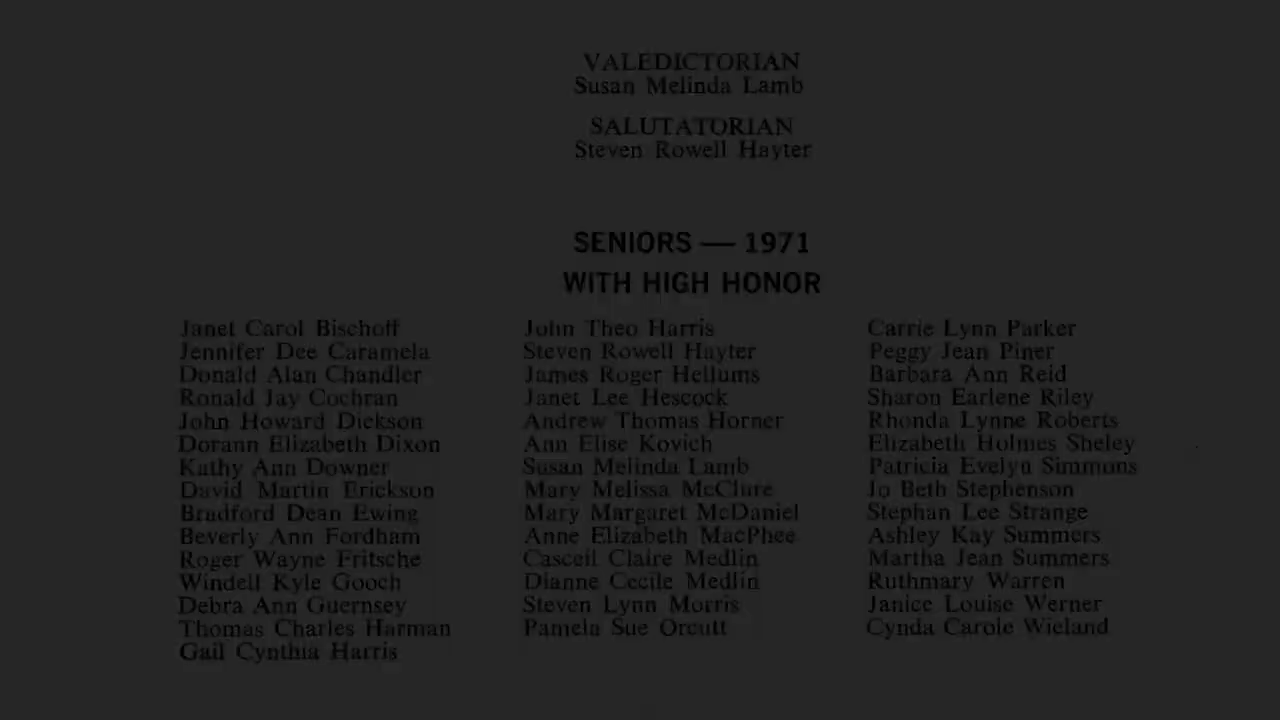 VALEDICTORIAN
Susan Melinda Lamb
SALUTATORIAN
Steven Rowell Hayter
SENIORS — 1971
WITH HIGH HONOR
Janet Carol Bischoff
Jennifer Dee Caramela
Donald Alan Chandler
Ronald Jay Cochran
John Howard Dickson
Dorann Elizabeth Dixon
Kathy Ann Downer
David Martin Erickson
Bradford Dean Ewing
Beverly Ann Fordham
Roger Wayne Fritsche
Windell Kyle Gooch
Debra Ann Guernsey
Thomas Charles Harman
Gail Cynthia Harris
John Theo Harris
Steven Rowell Hayter
James Roger Hellums
Janet Lee Hescock
Andrew Thomas Horner
Ann Elise Kovich
Susan Melinda Lamb
Mary Melissa McClure
Mary Margaret McDaniel
Anne Elizabeth MacPhee
Casceil Claire Medlin
Dianne Cecile Medlin
Steven Lynn Morris
Pamela Sue Orcutt
Carrie Lynn Parker
Peggy Jean Piner
Barbara Ann Reid
Sharon Earlene Riley
Rhonda Lynne Roberts
Elizabeth Holmes Sheley
Patricia Evelyn Simmons
Jo Beth Stephenson
Stephan Lee Strange
Ashley Kay Summers
Martha Jean Summers
Ruthmary Warren
Janice Louise Werner
Cynda Carole Wieland